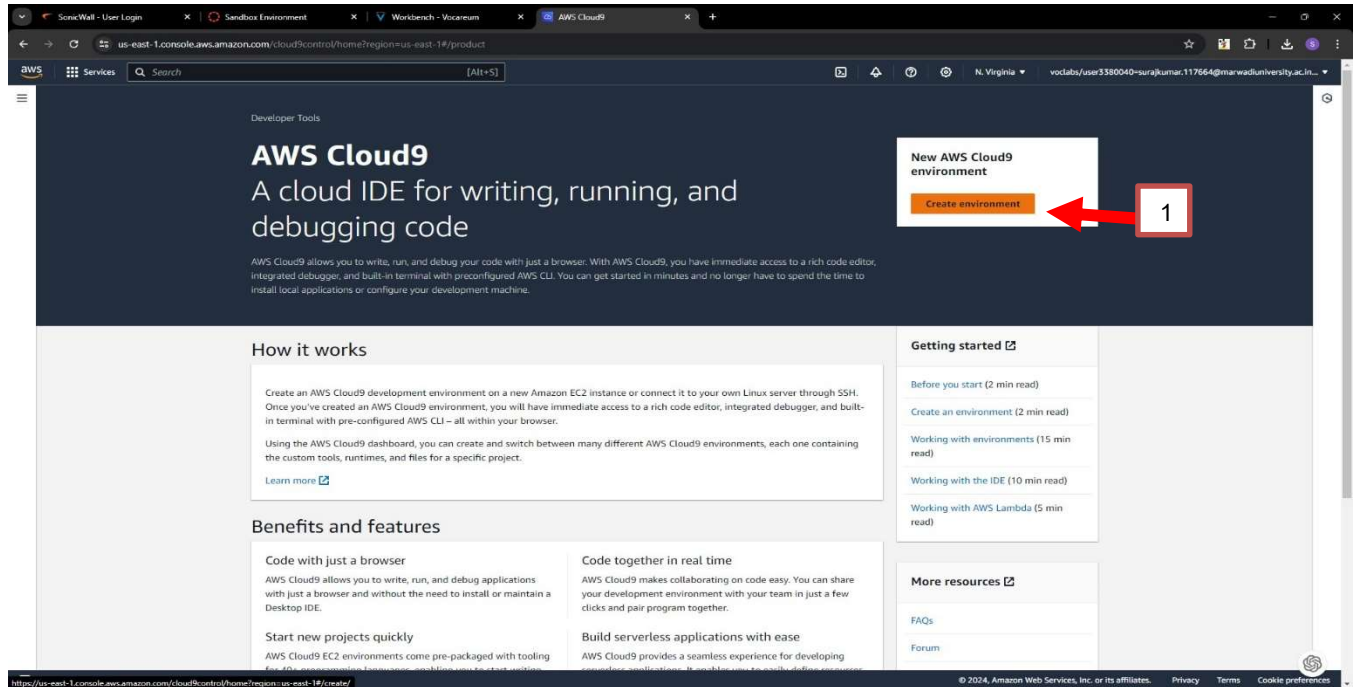 SonicWall - User Login
Sandbox Environment
Workbench - Vocareum
AWS Cloud9
us-east-1.console.aws.amazon.com/cloud9control/home?region=us-east-1#/product
aws
Services
Search
[Alt+S]
N. Virginia
voclabs/user3380040=surajkumar.117664@marwadiuniversity.ac.in...
Developer Tools
AWS Cloud9
A cloud IDE for writing, running, and
debugging code
AWS Cloud9 allows you to write, run, and debug your code with just a browser. With AWS Cloud9, you have immediate access to a rich code editor,
integrated debugger, and built-in terminal with preconfigured AWS CLI. You can get started in minutes and no longer have to spend the time to
install local applications or configure your development machine.
New AWS Cloud9
environment
Create environment
1
How it works
Create an AWS Cloud9 development environment on a new Amazon EC2 instance or connect it to your own Linux server through SSH.
Once you've created an AWS Cloud9 environment, you will have immediate access to a rich code editor, integrated debugger, and built-
in terminal with pre-configured AWS CLI – all within your browser.
Using the AWS Cloud9 dashboard, you can create and switch between many different AWS Cloud9 environments, each one containing
the custom tools, runtimes, and files for a specific project.
Learn more
Getting started
Before you start (2 min read)
Create an environment (2 min read)
Working with environments (15 min
read)
Working with the IDE (10 min read)
Working with AWS Lambda (5 min
read)
Benefits and features
Code with just a browser
AWS Cloud9 allows you to write, run, and debug applications
with just a browser and without the need to install or maintain a
Desktop IDE.
Code together in real time
AWS Cloud9 makes collaborating on code easy. You can share
your development environment with your team in just a few
clicks and pair program together.
Start new projects quickly
AWS Cloud9 EC2 environments come pre-packaged with tooling
for 40+ programming languages, enabling you to start writing
Build serverless applications with ease
AWS Cloud9 provides a seamless experience for developing
serverless applications. It enables you to easily define resources
More resources
FAQs
Forum
https://us-east-1.console.aws.amazon.com/cloud9control/home?region=us-east-1#/create/
© 2024, Amazon Web Services, Inc. or its affiliates.
Privacy
Terms
Cookie preferences